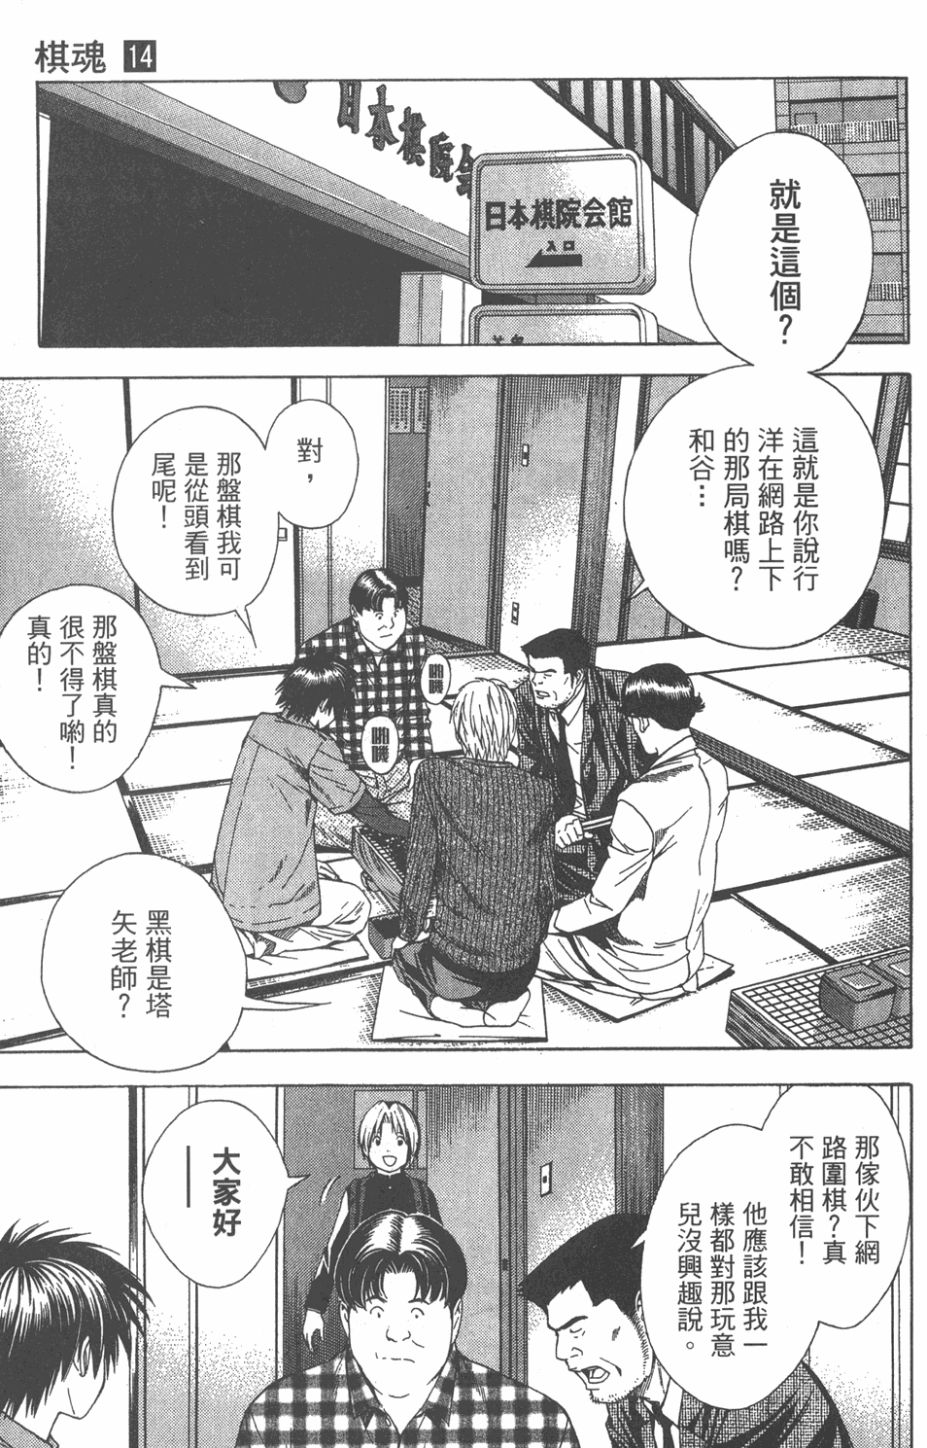 棋魂 14
日本棋院会
日本棋院会館
入口
就是這個？
這就是你說行
洋在網路上下
的那局棋嗎？
和谷…
對，
那盤棋我可
是從頭看到
尾呢！
那盤棋真的
很不得了喲！
真的！
黑棋是塔
矢老師？
那傢伙下網
路圍棋？真
不敢相信！
他應該跟我一
樣都對那玩意
兒沒興趣說。
大家好
——